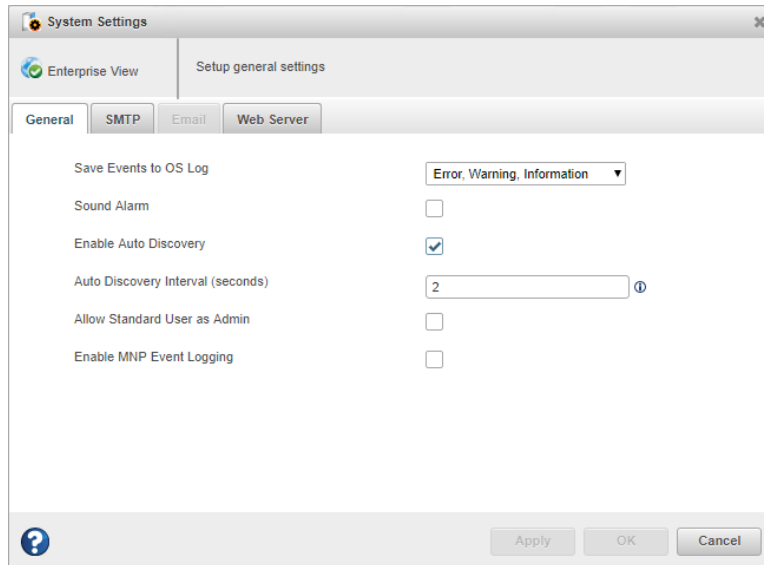 System Settings
Enterprise View
Setup general settings
General SMTP Email Web Server
Save Events to OS Log Error, Warning, Information
Sound Alarm
Enable Auto Discovery
Auto Discovery Interval (seconds) 2
Allow Standard User as Admin
Enable MNP Event Logging
Apply OK Cancel